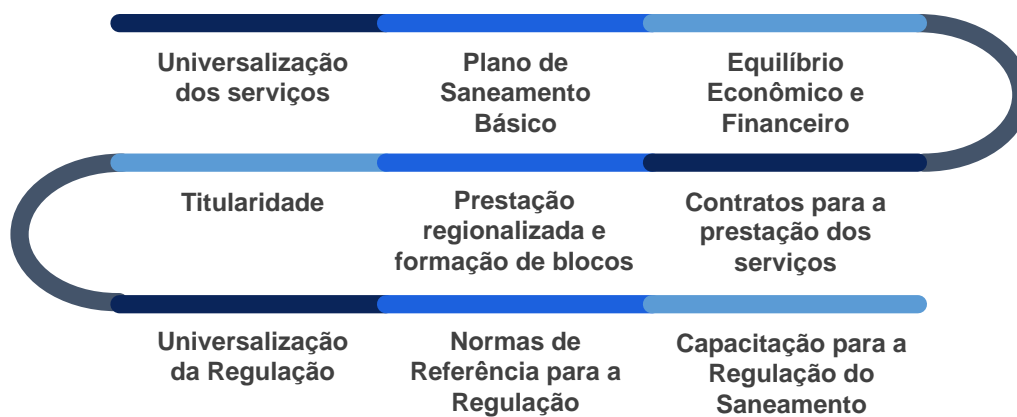 Universalização
dos serviços
Plano de
Saneamento
Básico
Equilíbrio
Econômico e
Financeiro
Titularidade
Prestação
regionalizada e
formação de blocos
Contratos para a
prestação dos
serviços
Universalização
da Regulação
Normas de
Referência para a
Regulação
Capacitação para a
Regulação do
Saneamento